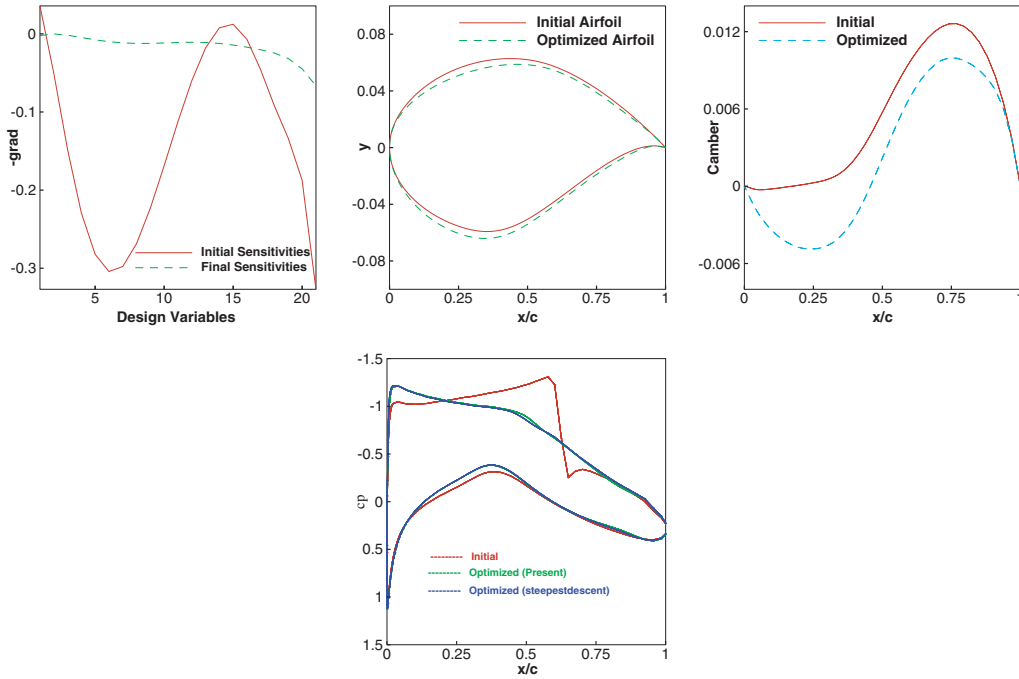 -grad
0
-0.1
-0.2
-0.3
Initial Sensitivities
Final Sensitivities
5
10
15
20
Design Variables
y
0.08
0.04
0
-0.04
-0.08
Initial Airfoil
Optimized Airfoil
0
0.25
0.5
0.75
1
x/c
Camber
0.012
0.006
0
-0.006
Initial
Optimized
0
0.25
0.5
0.75
1
x/c
cp
-1.5
-1
-0.5
0
0.5
1
1.5
Initial
Optimized (Present)
Optimized (steepestdescent)
0
0.25
0.5
0.75
1
x/c